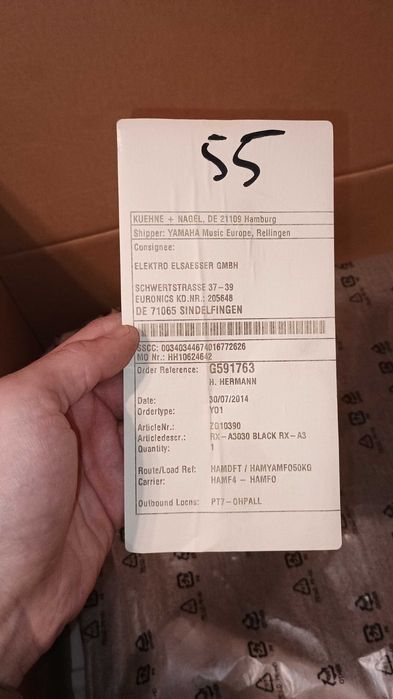 55
KUEHNE + NAGEL, DE 21109 Hamburg
Shipper: YAMAHA Music Europe, Rellingen
Consignee:
ELEKTRO ELSAESSER GMBH
SCHWERTSTRASSE 37-39
EURONICS KD.NR.: 205648
DE 71065 SINDELFINGEN
SSCC: 00340344674016772626
MO Nr.: HH10624642
Order Reference: G591763
H. HERMANN
Date: 30/07/2014
Ordertype: YO1
ArticleNr.: ZG10390
Articledescr.: RX-A3030 BLACK RX-A3
Quantity: 1
Route/Load Ref: HAMDFT / HAMYAMFO50KG
Carrier: HAMF4 - HAMFO
Outbound Locns: PT7-OHPALL